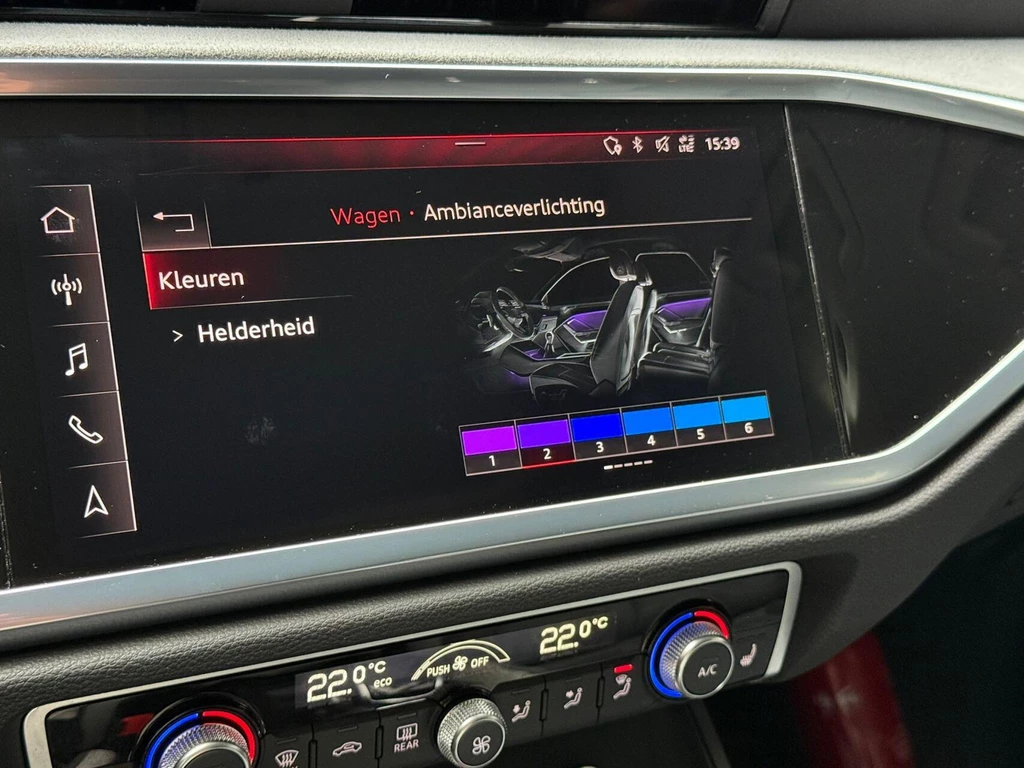 LTE 15:39
Wagen · Ambianceverlichting
Kleuren
> Helderheid
1 2 3 4 5 6
22.0°C eco
PUSH OFF
22.0°C
A/C
REAR